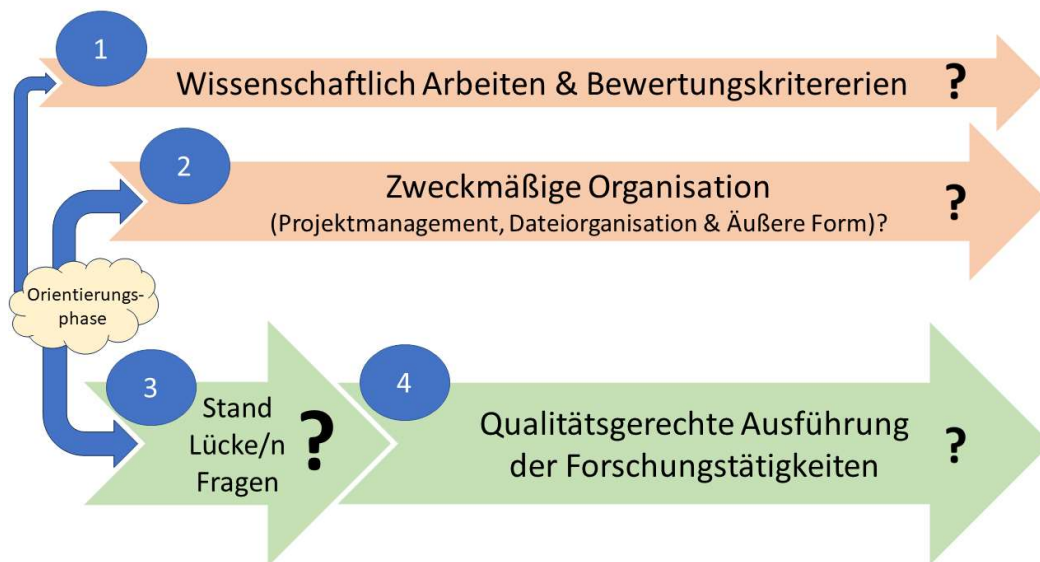 1
Wissenschaftlich Arbeiten & Bewertungskritererien ?
2
Zweckmäßige Organisation
(Projektmanagement, Dateiorganisation & Äußere Form)?
?
Orientierungs-
phase
3
Stand
Lücke/n
Fragen
?
4
Qualitätsgerechte Ausführung
der Forschungstätigkeiten
?